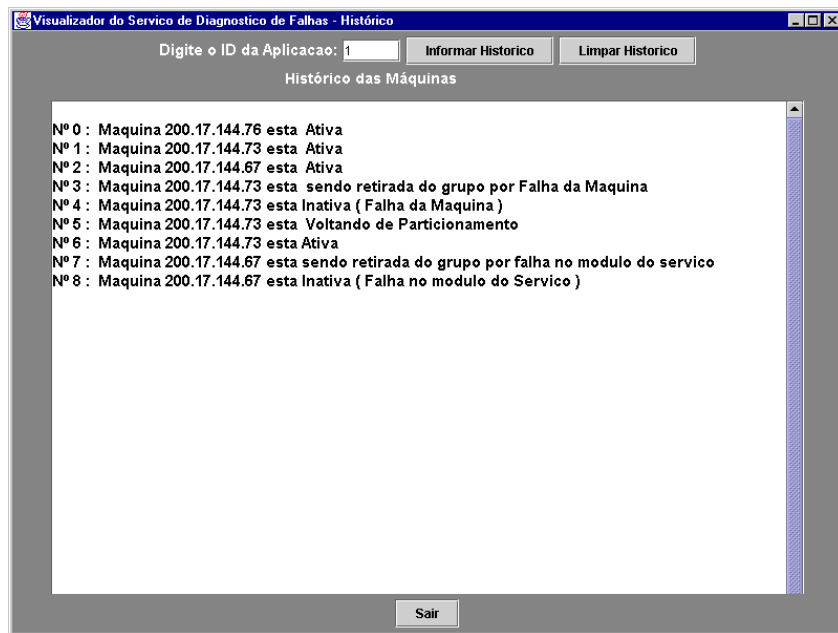 Visualizador do Servico de Diagnostico de Falhas - Histórico
Digite o ID da Aplicacao: 1 Informar Historico Limpar Historico
Histórico das Máquinas
Nº 0 : Maquina 200.17.144.76 esta Ativa
Nº 1 : Maquina 200.17.144.73 esta Ativa
Nº 2 : Maquina 200.17.144.67 esta Ativa
Nº 3 : Maquina 200.17.144.73 esta sendo retirada do grupo por Falha da Maquina
Nº 4 : Maquina 200.17.144.73 esta Inativa ( Falha da Maquina )
Nº 5 : Maquina 200.17.144.73 esta Voltando de Particionamento
Nº 6 : Maquina 200.17.144.73 esta Ativa
Nº 7 : Maquina 200.17.144.67 esta sendo retirada do grupo por falha no modulo do servico
Nº 8 : Maquina 200.17.144.67 esta Inativa ( Falha no modulo do Servico )
Sair